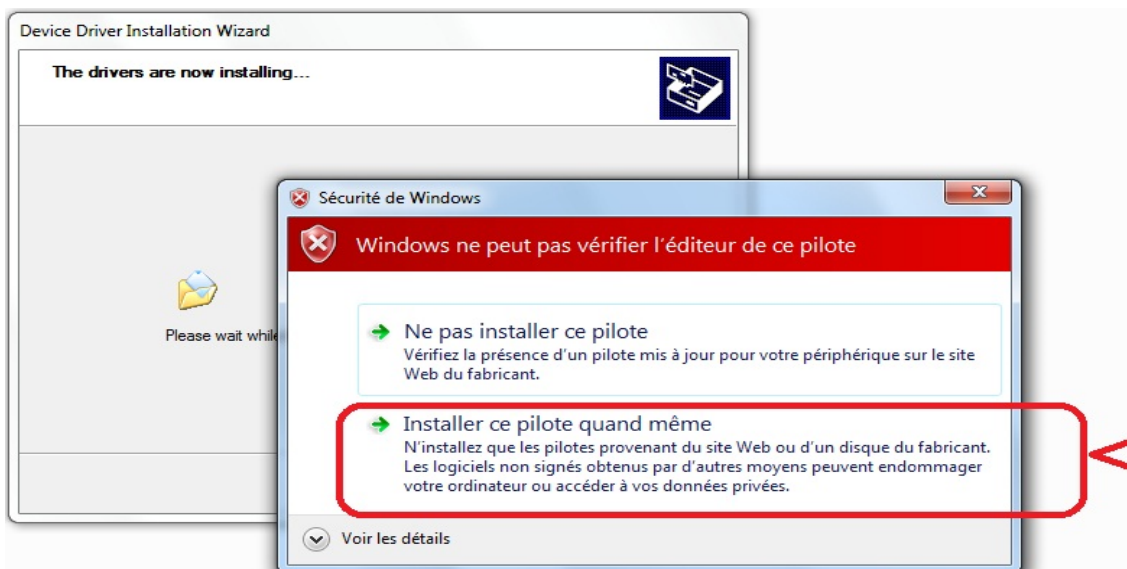 Device Driver Installation Wizard
The drivers are now installing...
Please wait while
Sécurité de Windows
Windows ne peut pas vérifier l'éditeur de ce pilote
Ne pas installer ce pilote
Vérifiez la présence d'un pilote mis à jour pour votre périphérique sur le site
Web du fabricant.
Installer ce pilote quand même
N'installez que les pilotes provenant du site Web ou d'un disque du fabricant.
Les logiciels non signés obtenus par d'autres moyens peuvent endommager
votre ordinateur ou accéder à vos données privées.
Voir les détails